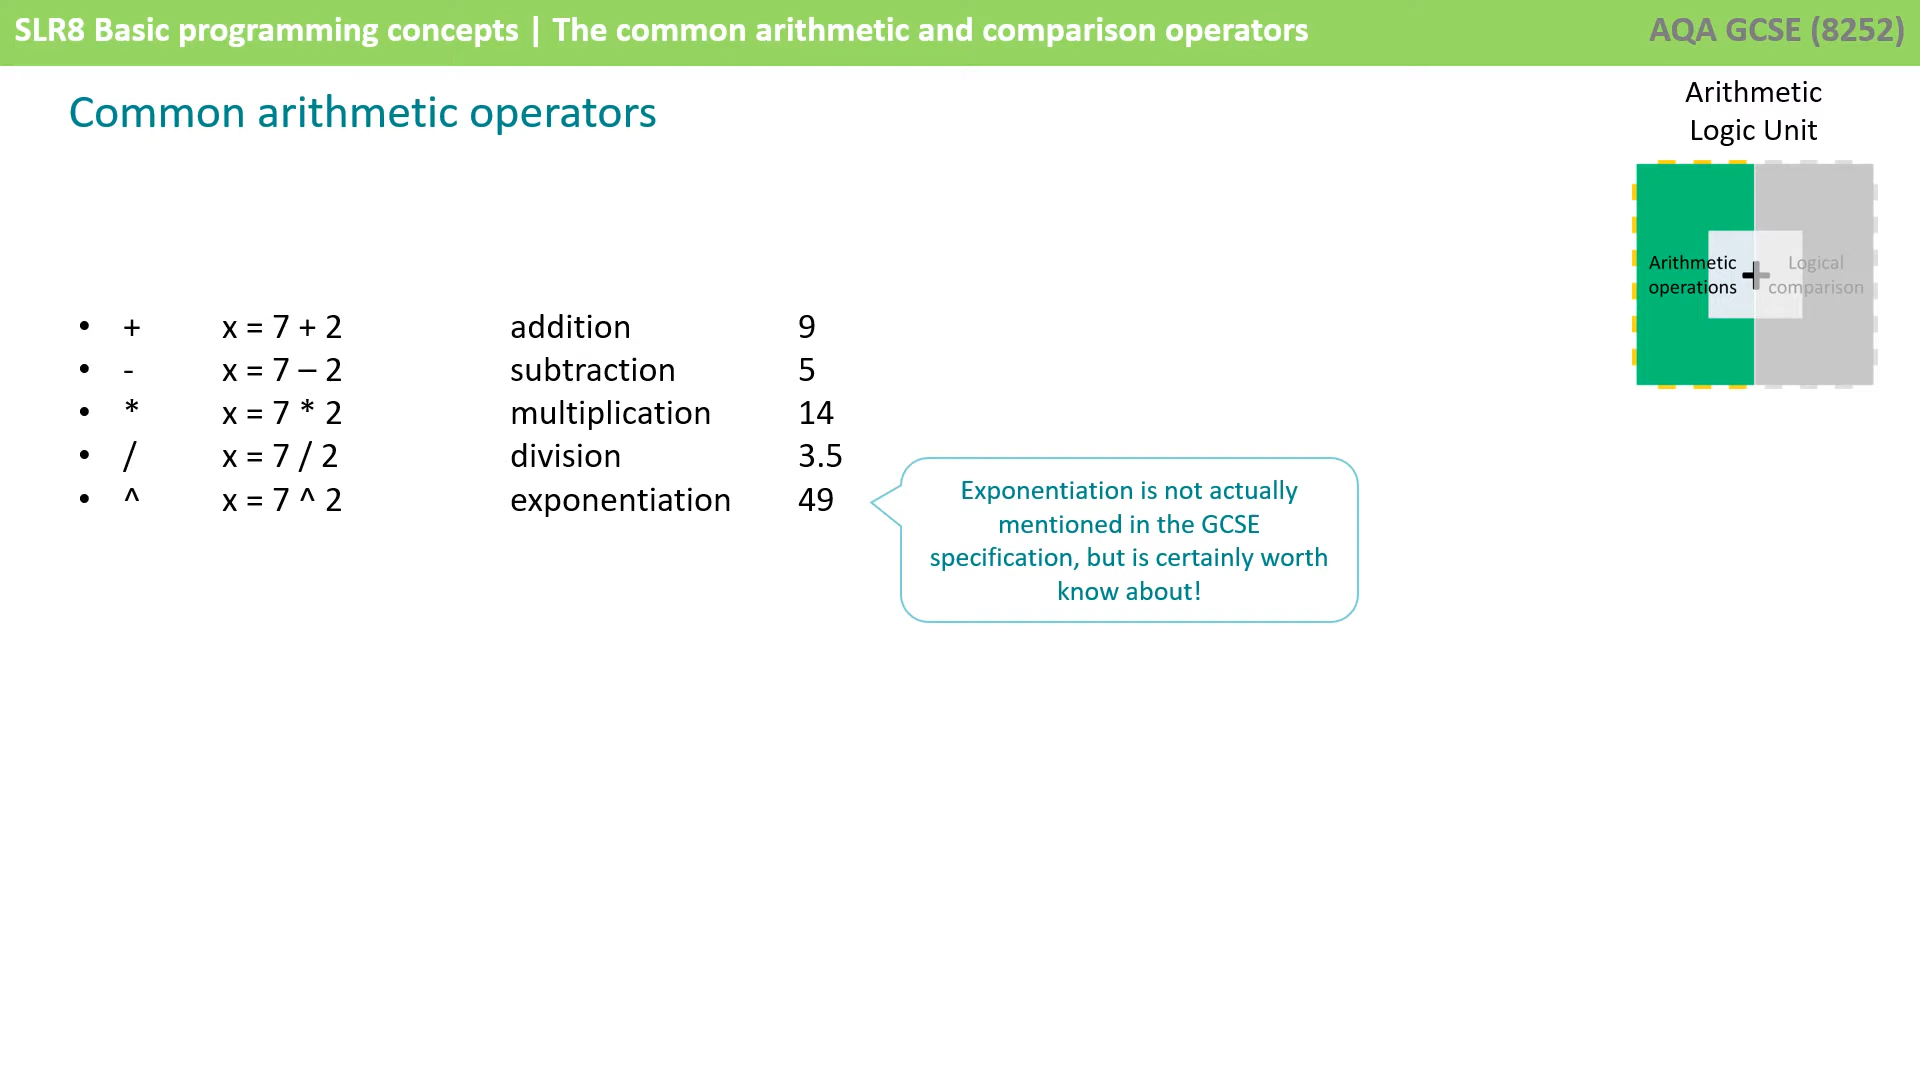 SLR8 Basic programming concepts | The common arithmetic and comparison operators
AQA GCSE (8252)
Common arithmetic operators
Arithmetic
Logic Unit
Arithmetic
operations
+
Logical
comparison
• + x = 7 + 2 addition 9
• - x = 7 – 2 subtraction 5
• * x = 7 * 2 multiplication 14
• / x = 7 / 2 division 3.5
• ^ x = 7 ^ 2 exponentiation 49
Exponentiation is not actually
mentioned in the GCSE
specification, but is certainly worth
know about!